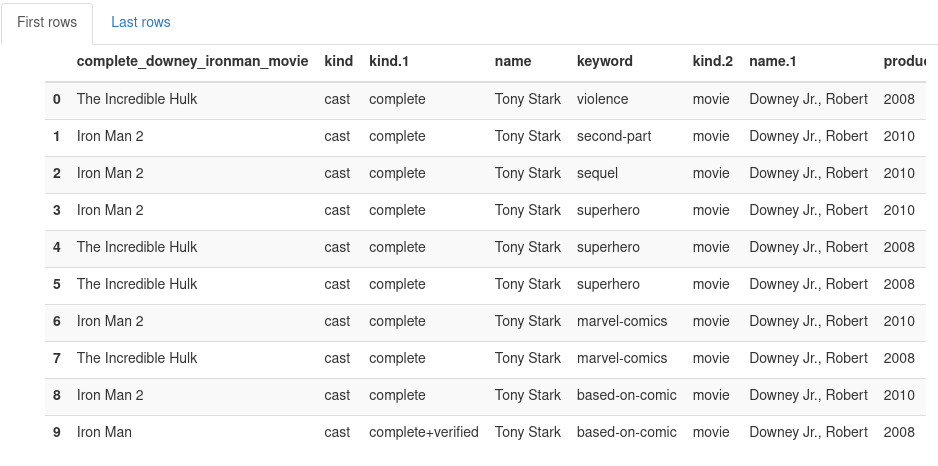 First rows Last rows
complete_downey_ironman_movie kind kind.1 name keyword kind.2 name.1 produc
0 The Incredible Hulk cast complete Tony Stark violence movie Downey Jr., Robert 2008
1 Iron Man 2 cast complete Tony Stark second-part movie Downey Jr., Robert 2010
2 Iron Man 2 cast complete Tony Stark sequel movie Downey Jr., Robert 2010
3 Iron Man 2 cast complete Tony Stark superhero movie Downey Jr., Robert 2010
4 The Incredible Hulk cast complete Tony Stark superhero movie Downey Jr., Robert 2008
5 The Incredible Hulk cast complete Tony Stark superhero movie Downey Jr., Robert 2008
6 Iron Man 2 cast complete Tony Stark marvel-comics movie Downey Jr., Robert 2010
7 The Incredible Hulk cast complete Tony Stark marvel-comics movie Downey Jr., Robert 2008
8 Iron Man 2 cast complete Tony Stark based-on-comic movie Downey Jr., Robert 2010
9 Iron Man cast complete+verified Tony Stark based-on-comic movie Downey Jr., Robert 2008